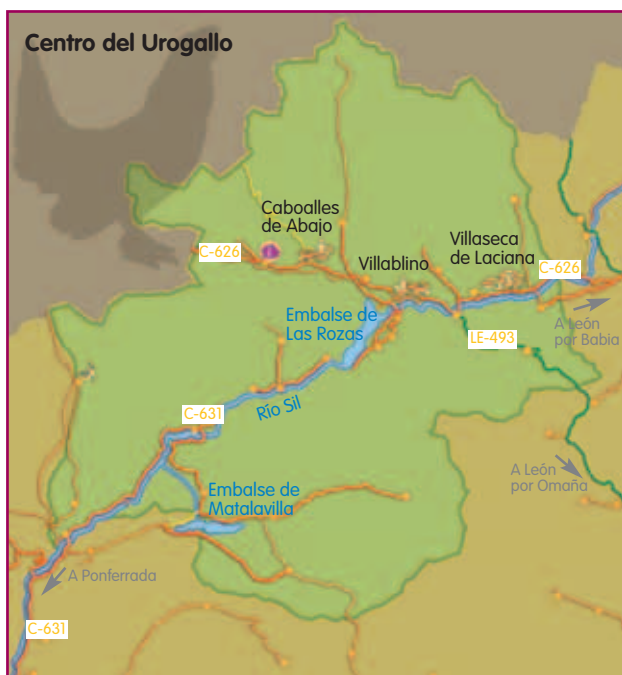 Centro del Urogallo
Caboalles
de Abajo
C-626
Villablino
Villaseca
de Laciana
C-626
Embalse de
Las Rozas
A León
por Babia
LE-493
Río Sil
C-631
A León
por Omaña
Embalse de
Matalavilla
A Ponferrada
C-631